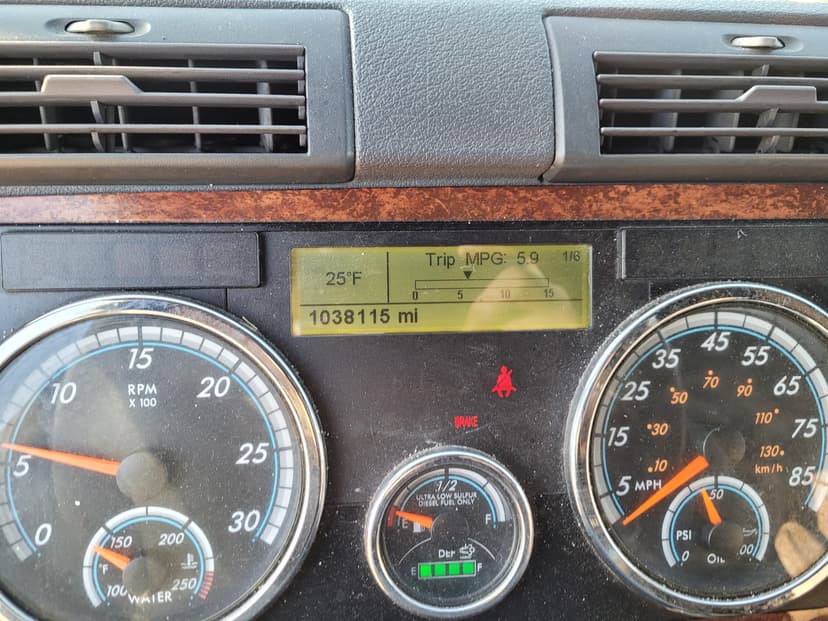 Trip MPG: 5.9 1/6
25°F
0 5 10 15
1038115 mi
BRAKE
0
5
10
15
20
25
30
RPM
X 100
100
150
200
250
°F
WATER
1/2
ULTRA LOW SULFUR
DIESEL FUEL ONLY
E F
DEF
E F
5 MPH
15
25
35
45
55
65
75
85
10
30
50
70
90
110
130
km/h
PSI
0
50
OIL